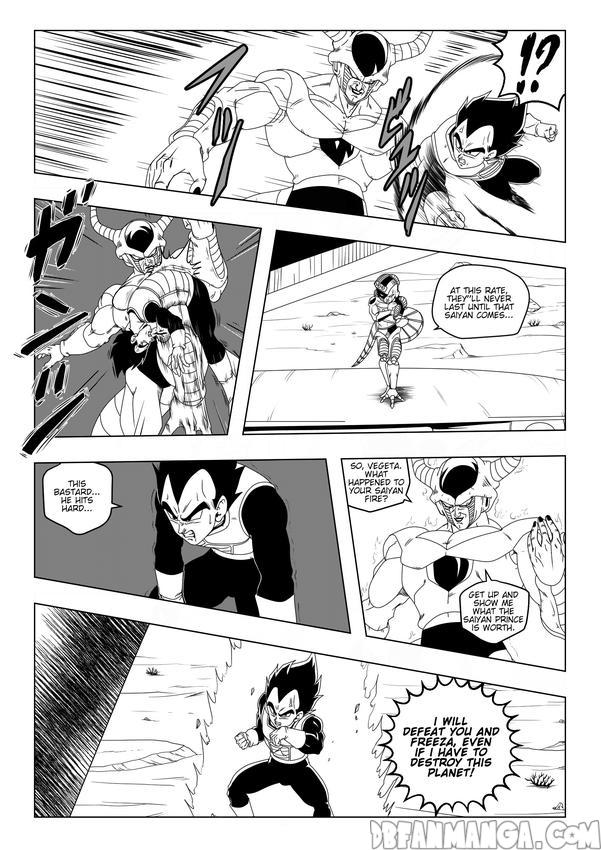 !?
AT THIS RATE,
THEY"LL NEVER
LAST UNTIL THAT
SAIYAN COMES...
THIS
BASTARD...
HE HITS
HARD...
SO, VEGETA.
WHAT
HAPPENED TO
YOUR SAIYAN
FIRE?
GET UP AND
SHOW ME
WHAT THE
SAIYAN PRINCE
IS WORTH.
I WILL
DEFEAT YOU AND
FREEZA, EVEN
IF I HAVE TO
DESTROY THIS
PLANET!
DBFANMANGA.COM